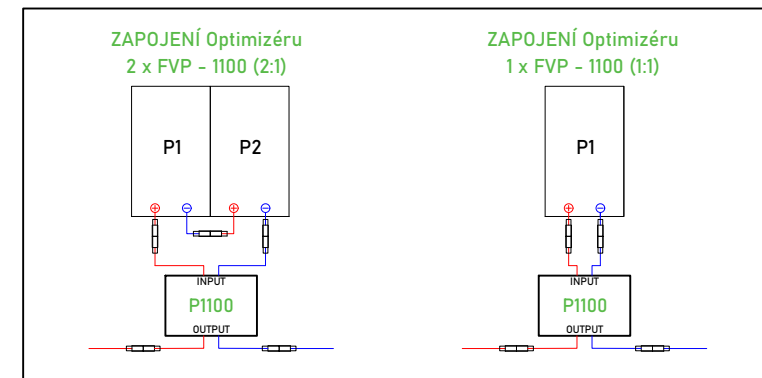 ZAPOJENÍ Optimizéru
2 x FVP - 1100 (2:1)
P1
P2
INPUT
P1100
OUTPUT
ZAPOJENÍ Optimizéru
1 x FVP - 1100 (1:1)
P1
INPUT
P1100
OUTPUT